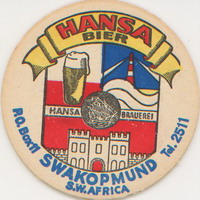 HANSA
BIER
HANSA BRAUEREI
P.O. Box 11 SWAKOPMUND Tel. 2511
S.W. AFRICA